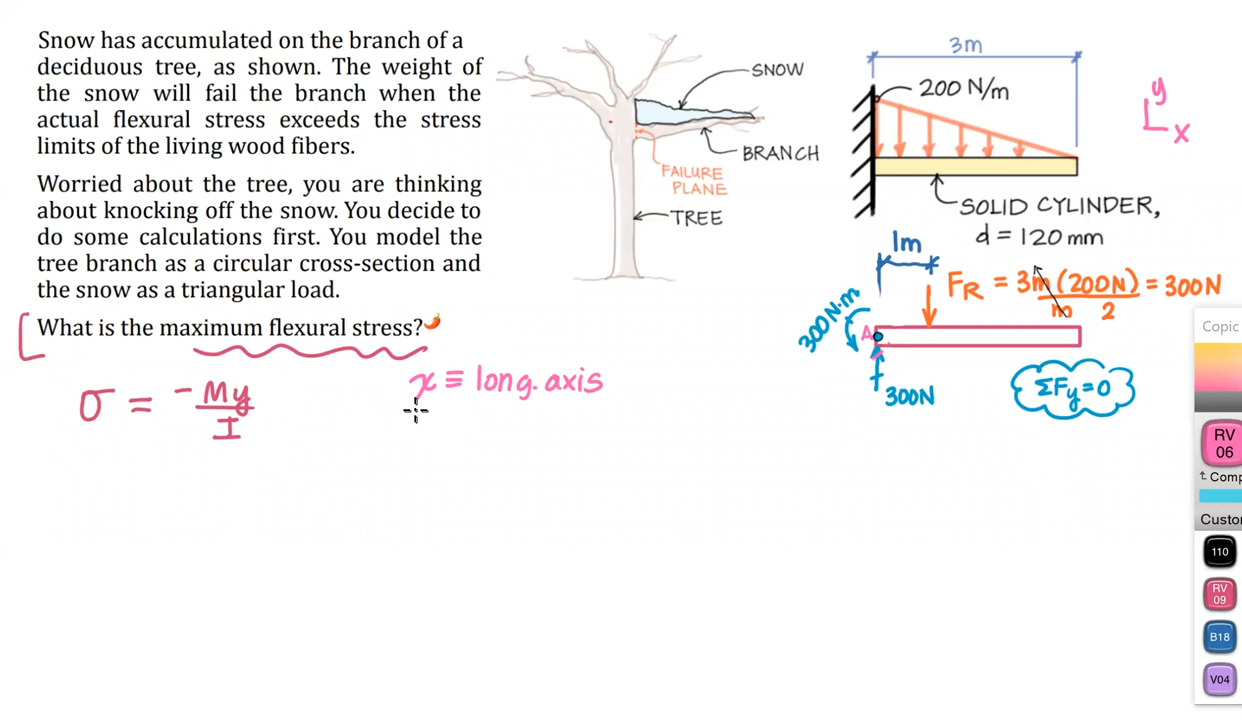 Snow has accumulated on the branch of a
deciduous tree, as shown. The weight of
the snow will fail the branch when the
actual flexural stress exceeds the stress
limits of the living wood fibers.
Worried about the tree, you are thinking
about knocking off the snow. You decide to
do some calculations first. You model the
tree branch as a circular cross-section and
the snow as a triangular load.
What is the maximum flexural stress?
σ = -My/I
x ≡ long. axis
SNOW
BRANCH
FAILURE
PLANE
TREE
3m
200 N/m
y
x
SOLID CYLINDER,
d = 120 mm
1m
F_R = 3m (200N)/m 2 = 300N
300N·m
A
300N
ΣFy = 0
Copic
RV
06
Comp
Custo
110
RV
09
B18
V04